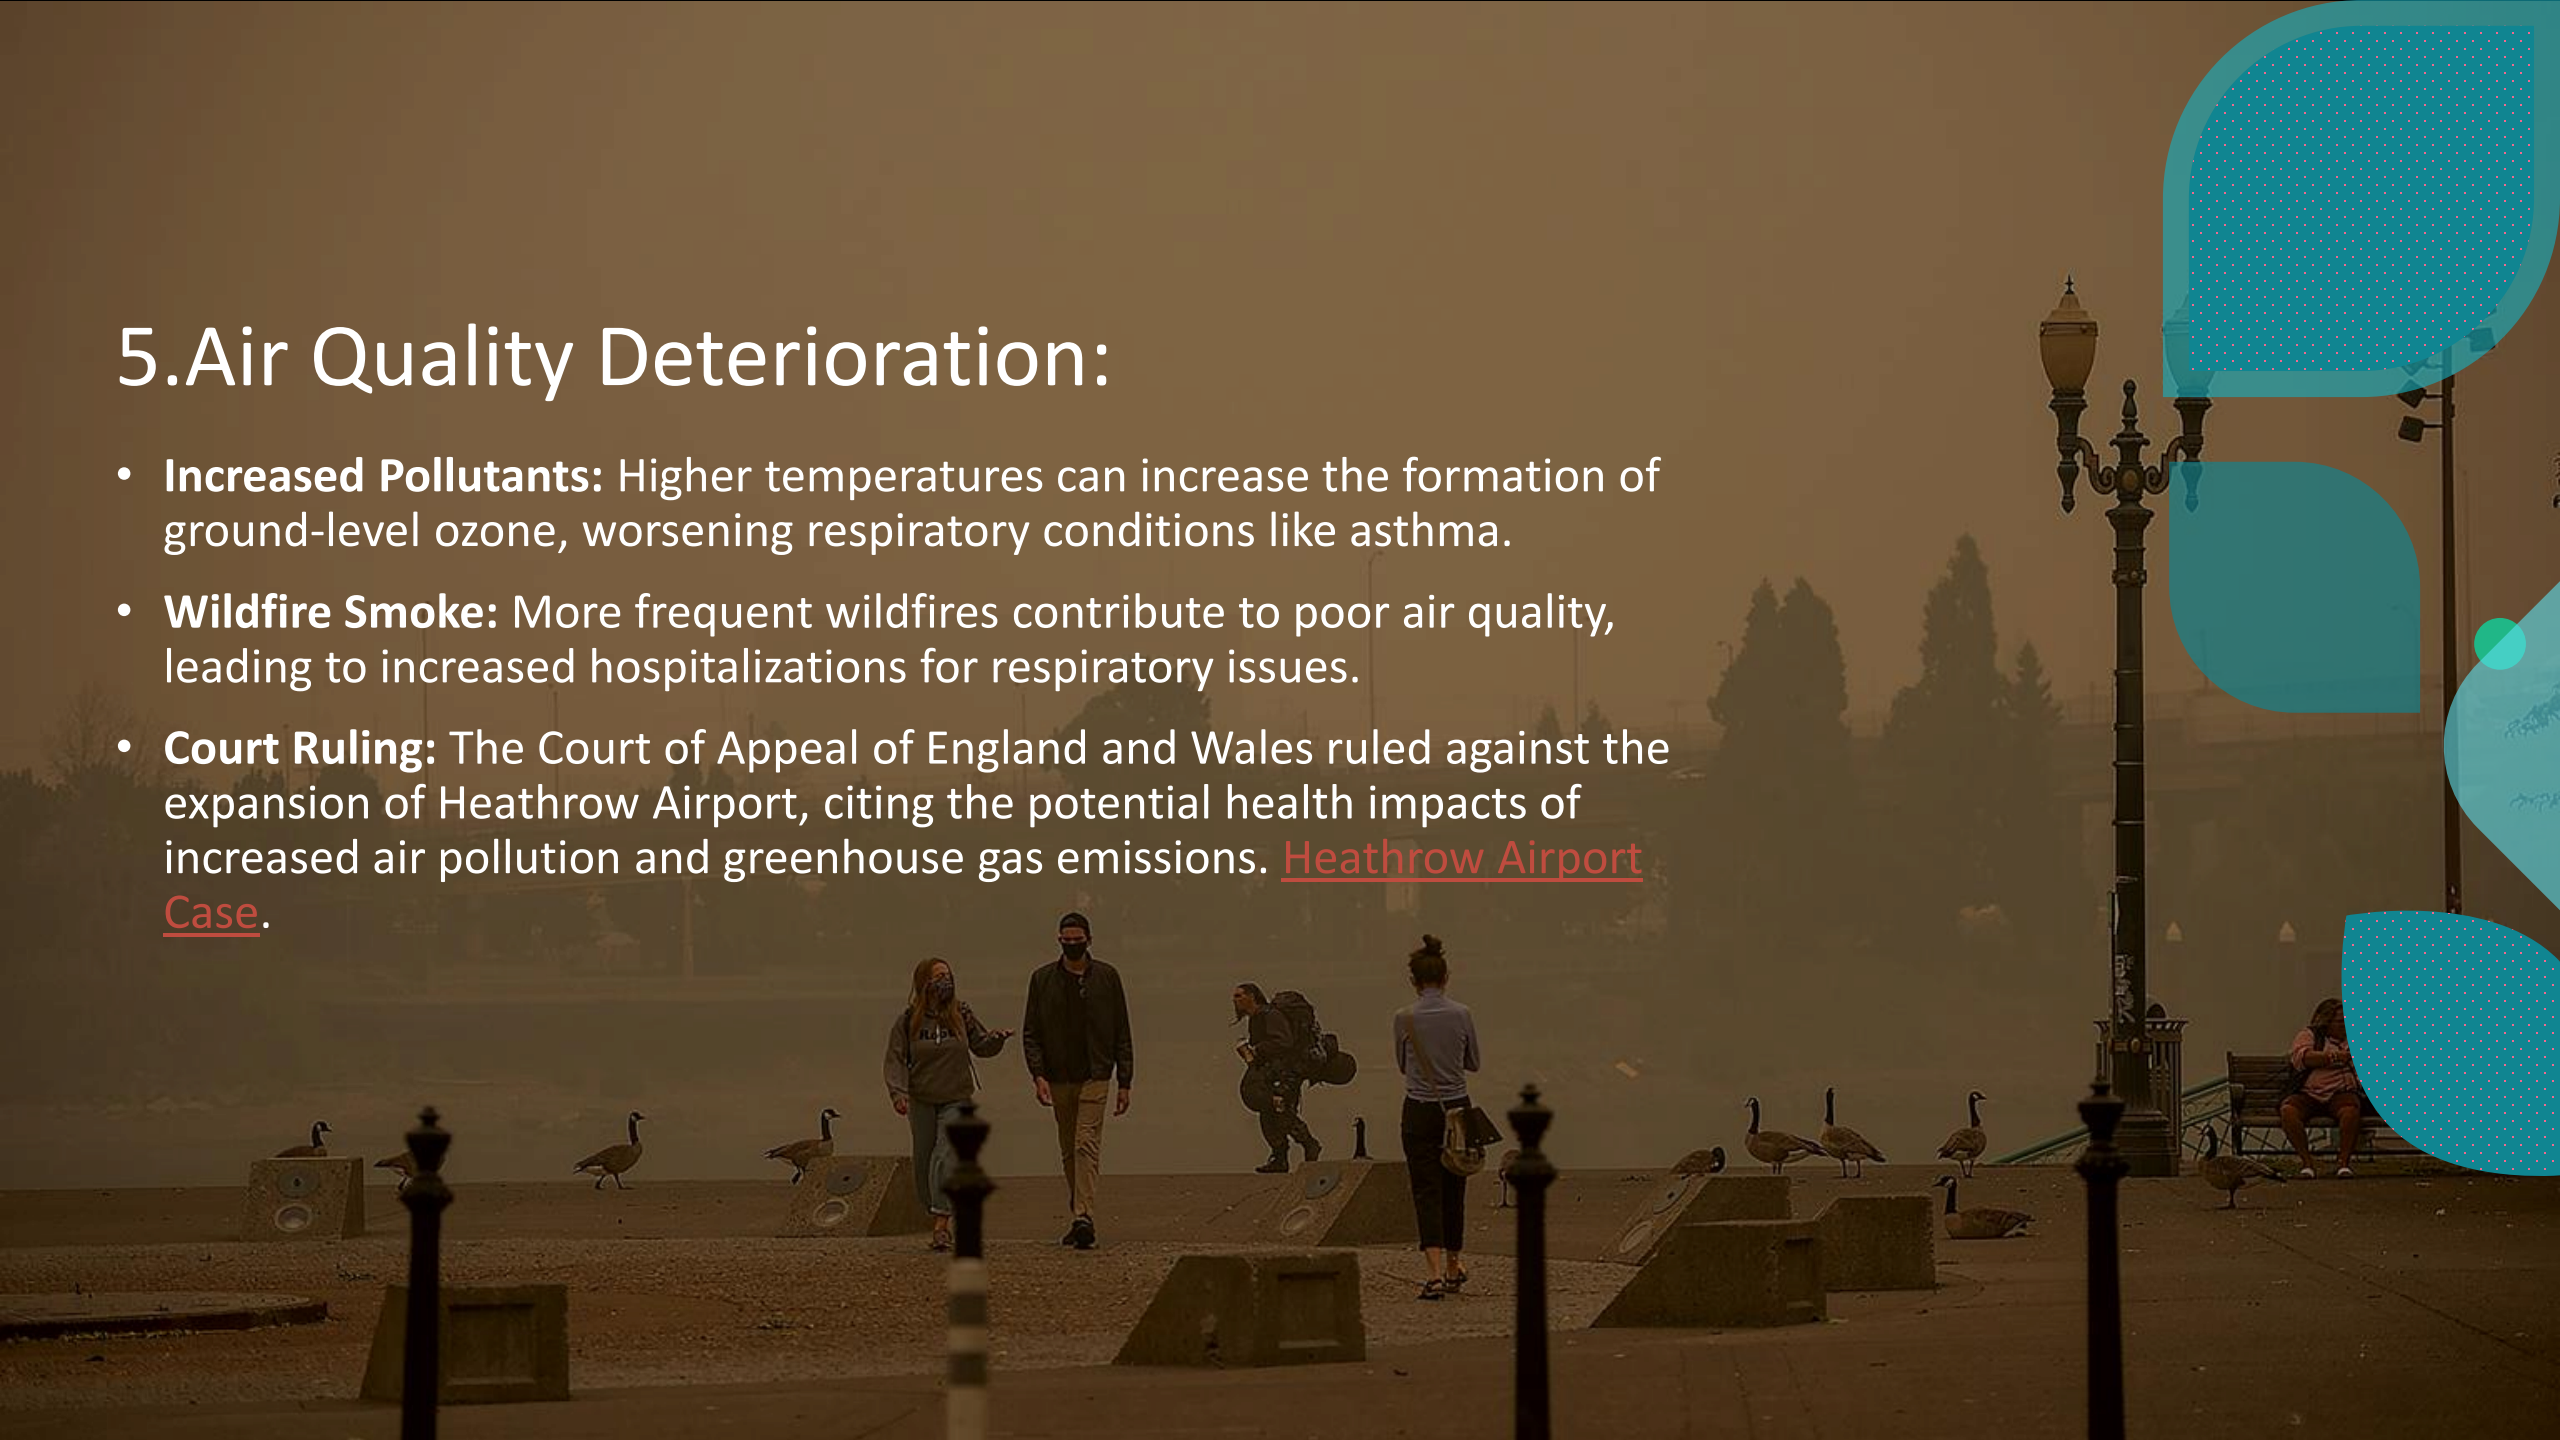 5.Air Quality Deterioration:
• Increased Pollutants: Higher temperatures can increase the formation of
ground-level ozone, worsening respiratory conditions like asthma.
• Wildfire Smoke: More frequent wildfires contribute to poor air quality,
leading to increased hospitalizations for respiratory issues.
• Court Ruling: The Court of Appeal of England and Wales ruled against the
expansion of Heathrow Airport, citing the potential health impacts of
increased air pollution and greenhouse gas emissions. Heathrow Airport
Case.